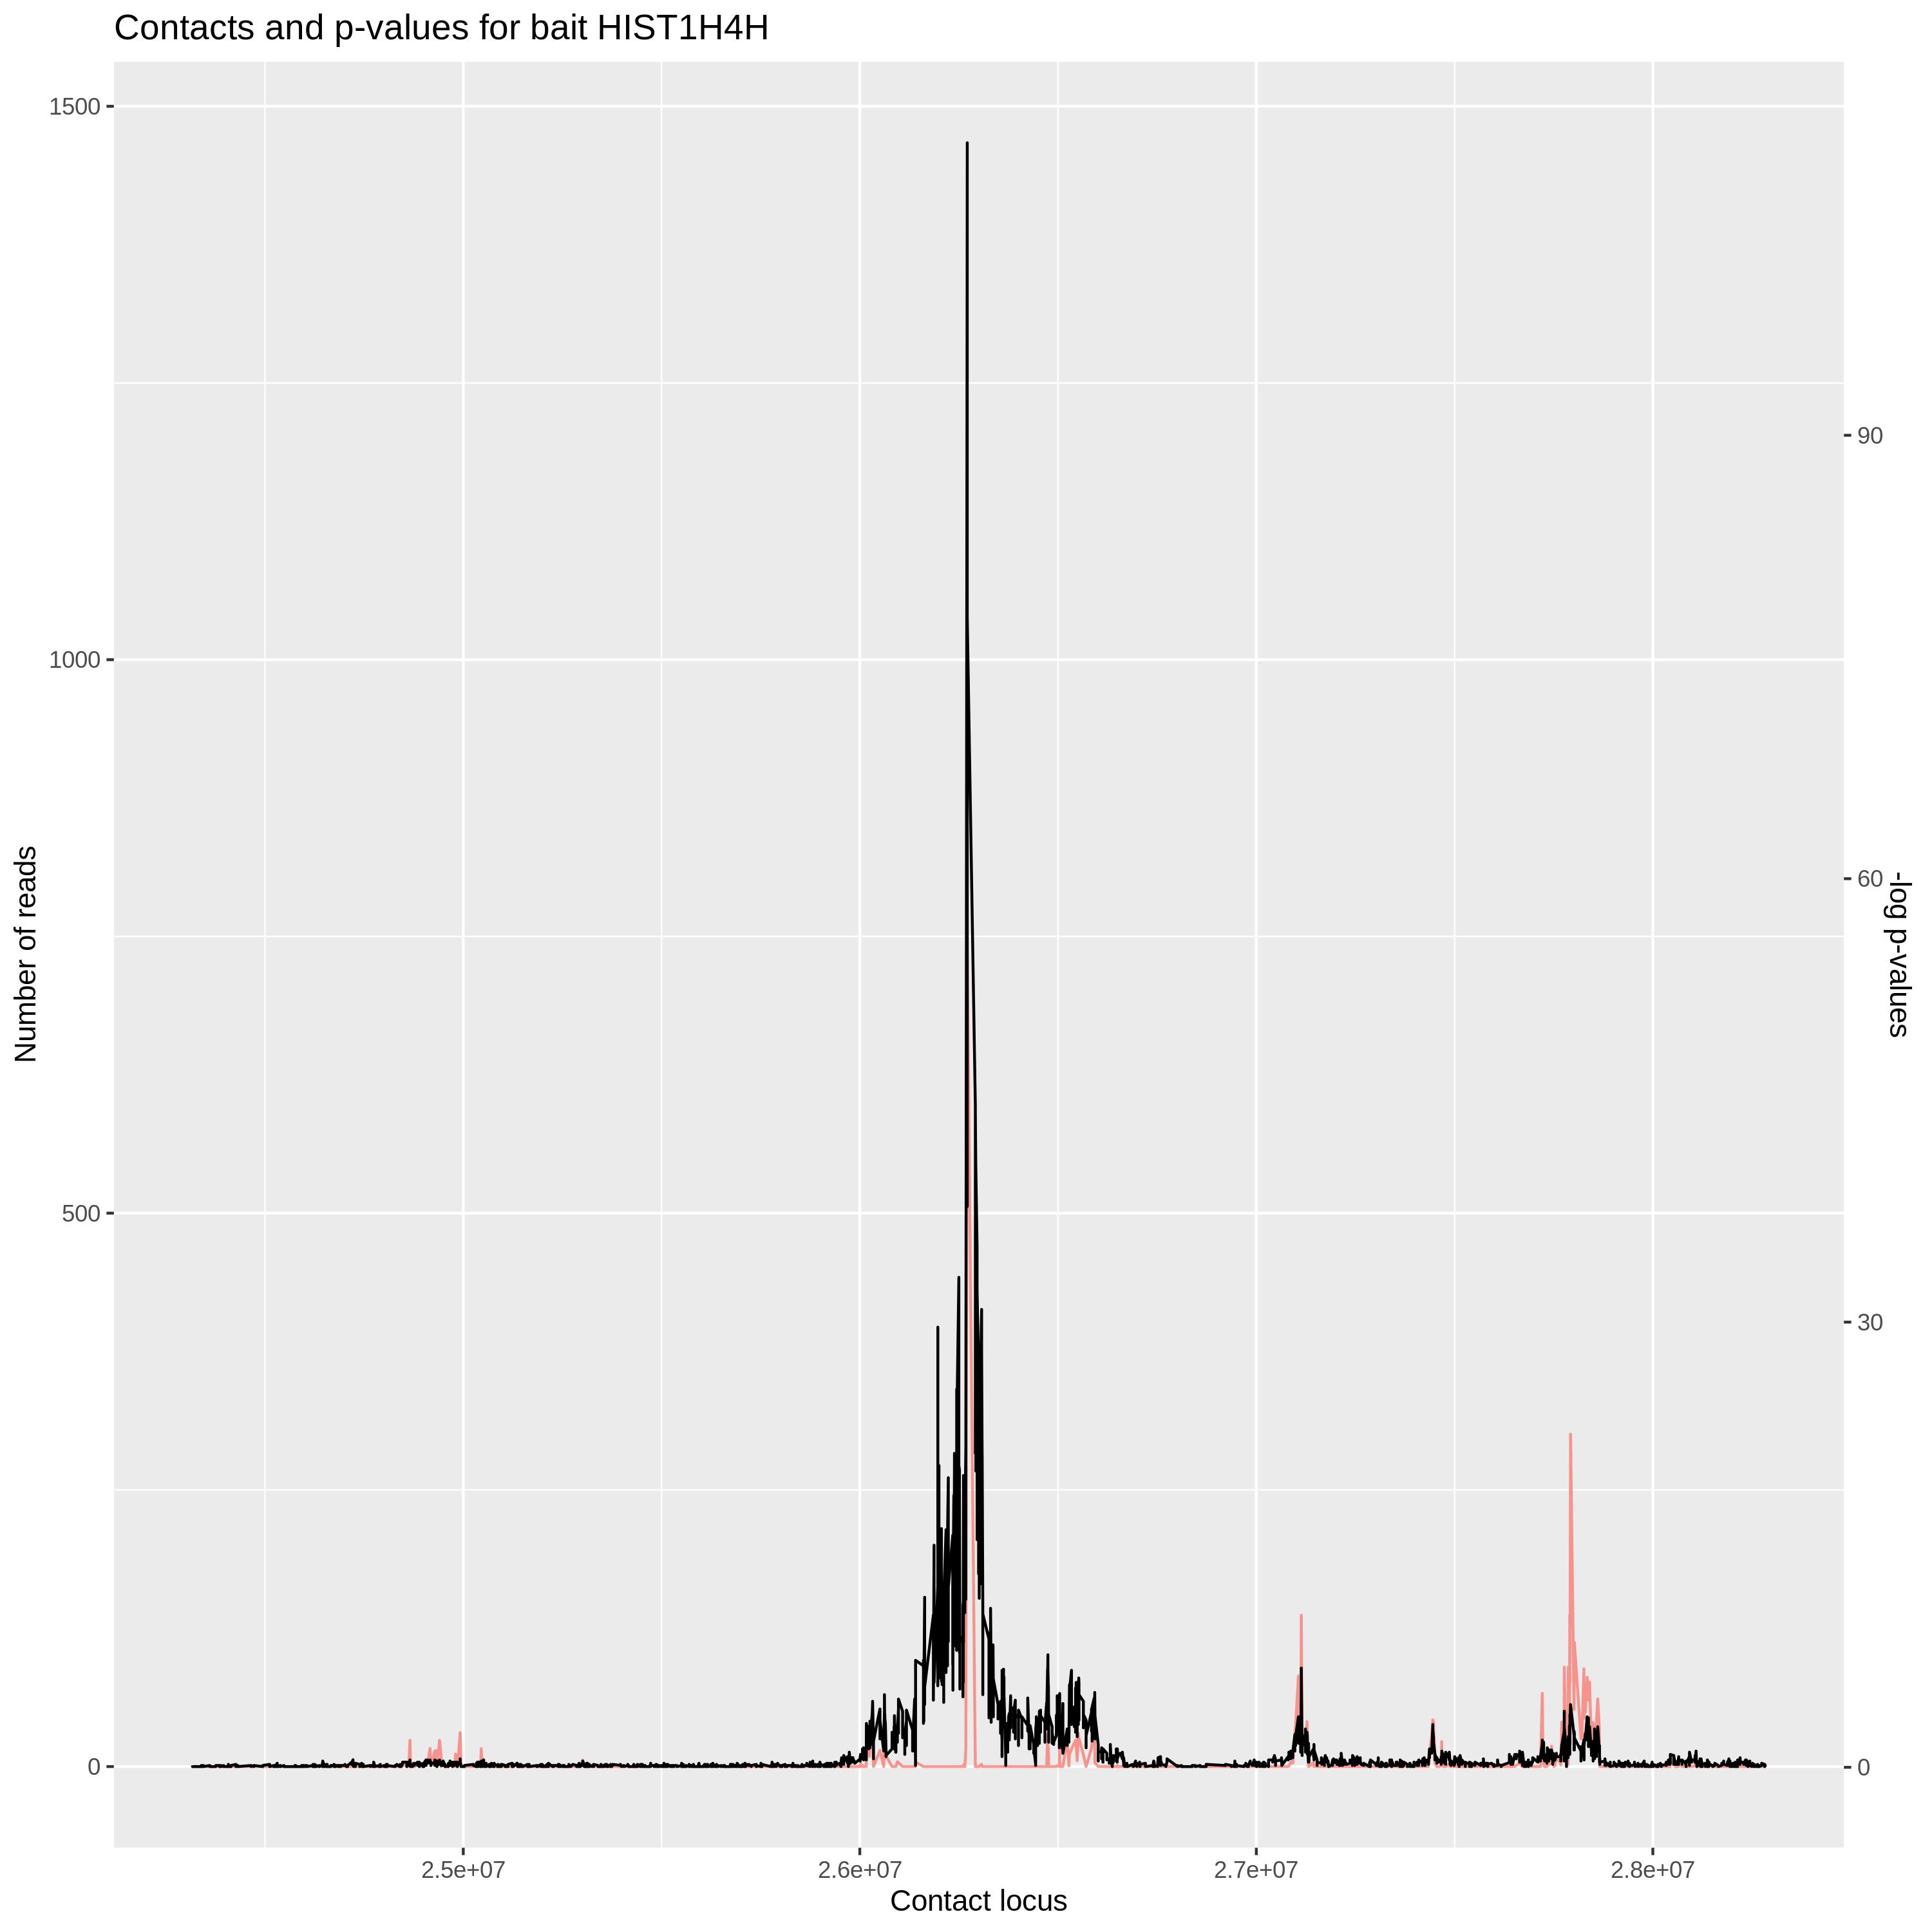 Contacts and p-values for bait HIST1H4H
1500
1000
500
0
Number of reads
90
60
30
0
-log p-values
2.5e+07
2.6e+07
2.7e+07
2.8e+07
Contact locus